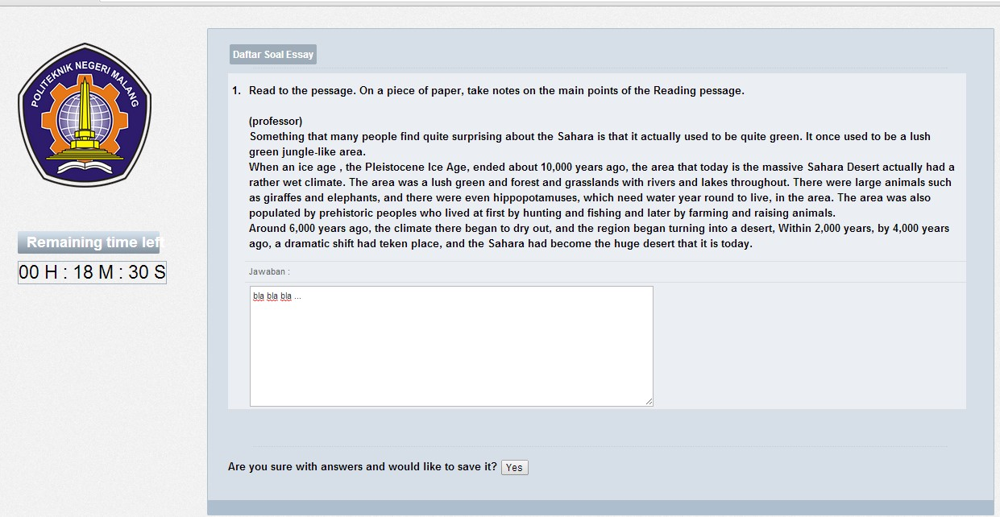 POLITEKNIK NEGERI MALANG
Remaining time left
00 H : 18 M : 30 S
Daftar Soal Essay
1. Read to the pessage. On a piece of paper, take notes on the main points of the Reading pessage.
(professor)
Something that many people find quite surprising about the Sahara is that it actually used to be quite green. It once used to be a lush
green jungle-like area.
When an ice age , the Pleistocene Ice Age, ended about 10,000 years ago, the area that today is the massive Sahara Desert actually had a
rather wet climate. The area was a lush green and forest and grasslands with rivers and lakes throughout. There were large animals such
as giraffes and elephants, and there were even hippopotamuses, which need water year round to live, in the area. The area was also
populated by prehistoric peoples who lived at first by hunting and fishing and later by farming and raising animals.
Around 6,000 years ago, the climate there began to dry out, and the region began turning into a desert, Within 2,000 years, by 4,000 years
ago, a dramatic shift had teken place, and the Sahara had become the huge desert that it is today.
Jawaban :
bla bla bla ...
Are you sure with answers and would like to save it? Yes